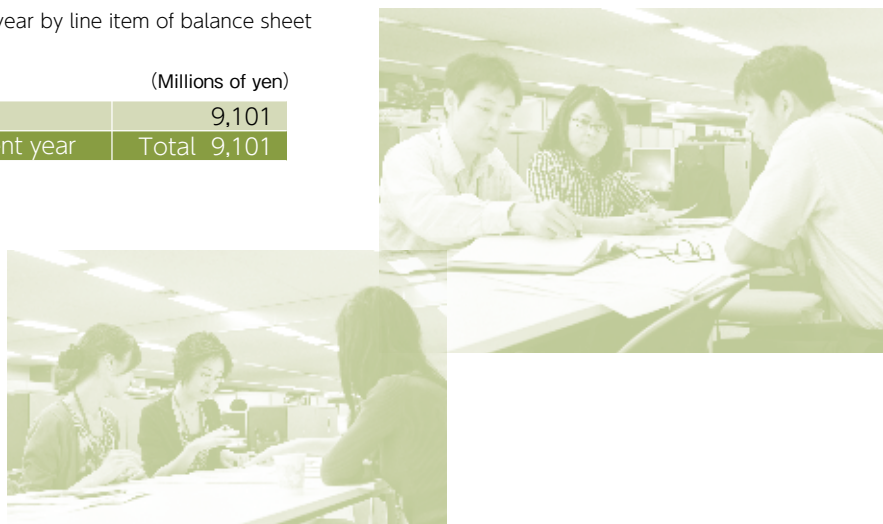 year by line item of balance sheet
(Millions of yen)
9,101
nt year Total 9,101